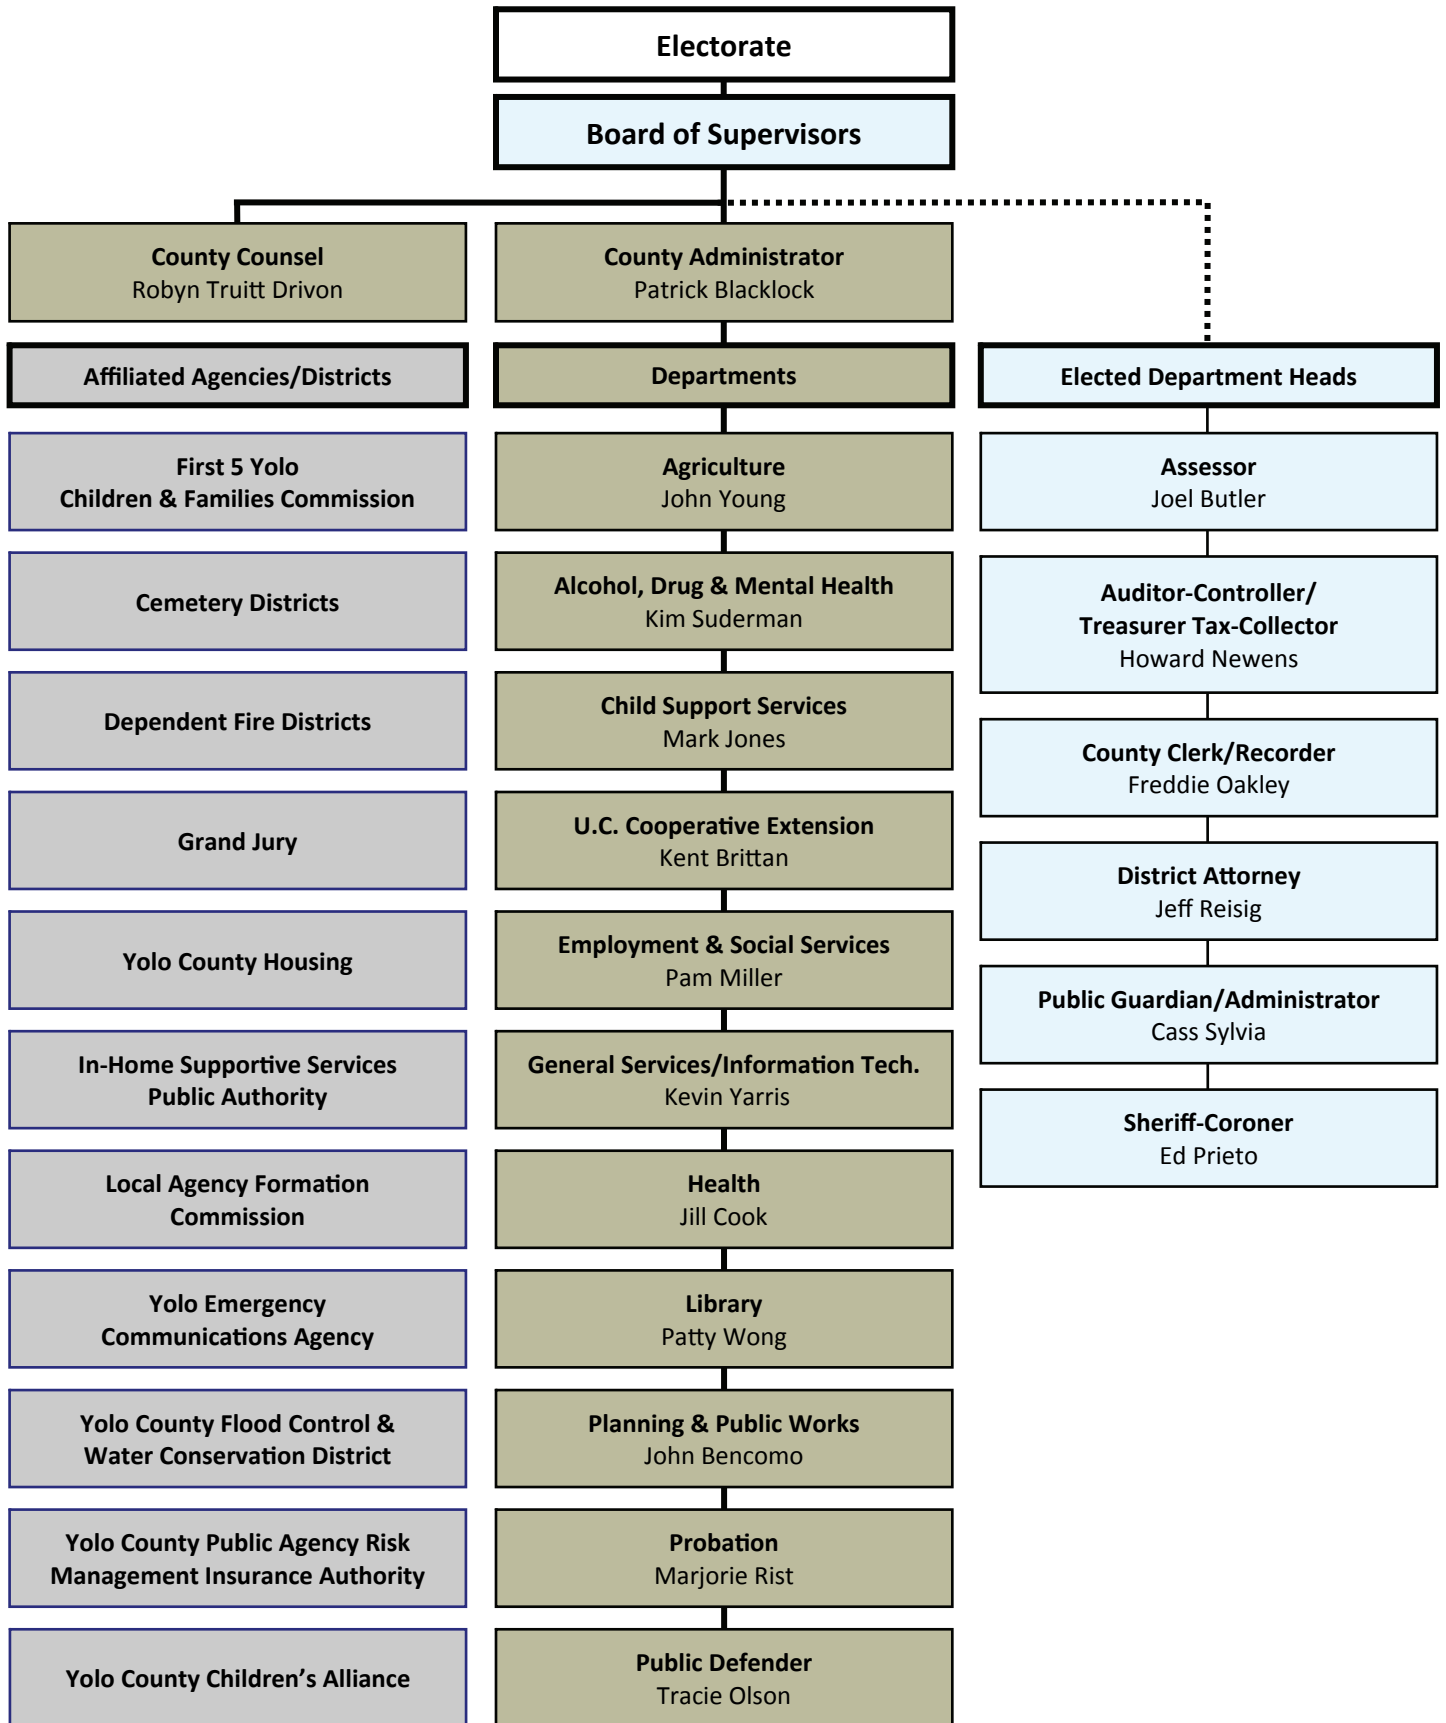 Electorate
Board of Supervisors
County Counsel
Robyn Truitt Drivon
County Administrator
Patrick Blacklock
Affiliated Agencies/Districts
Departments
Elected Department Heads
First 5 Yolo
Children & Families Commission
Cemetery Districts
Dependent Fire Districts
Grand Jury
Yolo County Housing
In-Home Supportive Services
Public Authority
Local Agency Formation
Commission
Yolo Emergency
Communications Agency
Yolo County Flood Control &
Water Conservation District
Yolo County Public Agency Risk
Management Insurance Authority
Yolo County Children’s Alliance
Agriculture
John Young
Alcohol, Drug & Mental Health
Kim Suderman
Child Support Services
Mark Jones
U.C. Cooperative Extension
Kent Brittan
Employment & Social Services
Pam Miller
General Services/Information Tech.
Kevin Yarris
Health
Jill Cook
Library
Patty Wong
Planning & Public Works
John Bencomo
Probation
Marjorie Rist
Public Defender
Tracie Olson
Assessor
Joel Butler
Auditor-Controller/
Treasurer Tax-Collector
Howard Newens
County Clerk/Recorder
Freddie Oakley
District Attorney
Jeff Reisig
Public Guardian/Administrator
Cass Sylvia
Sheriff-Coroner
Ed Prieto